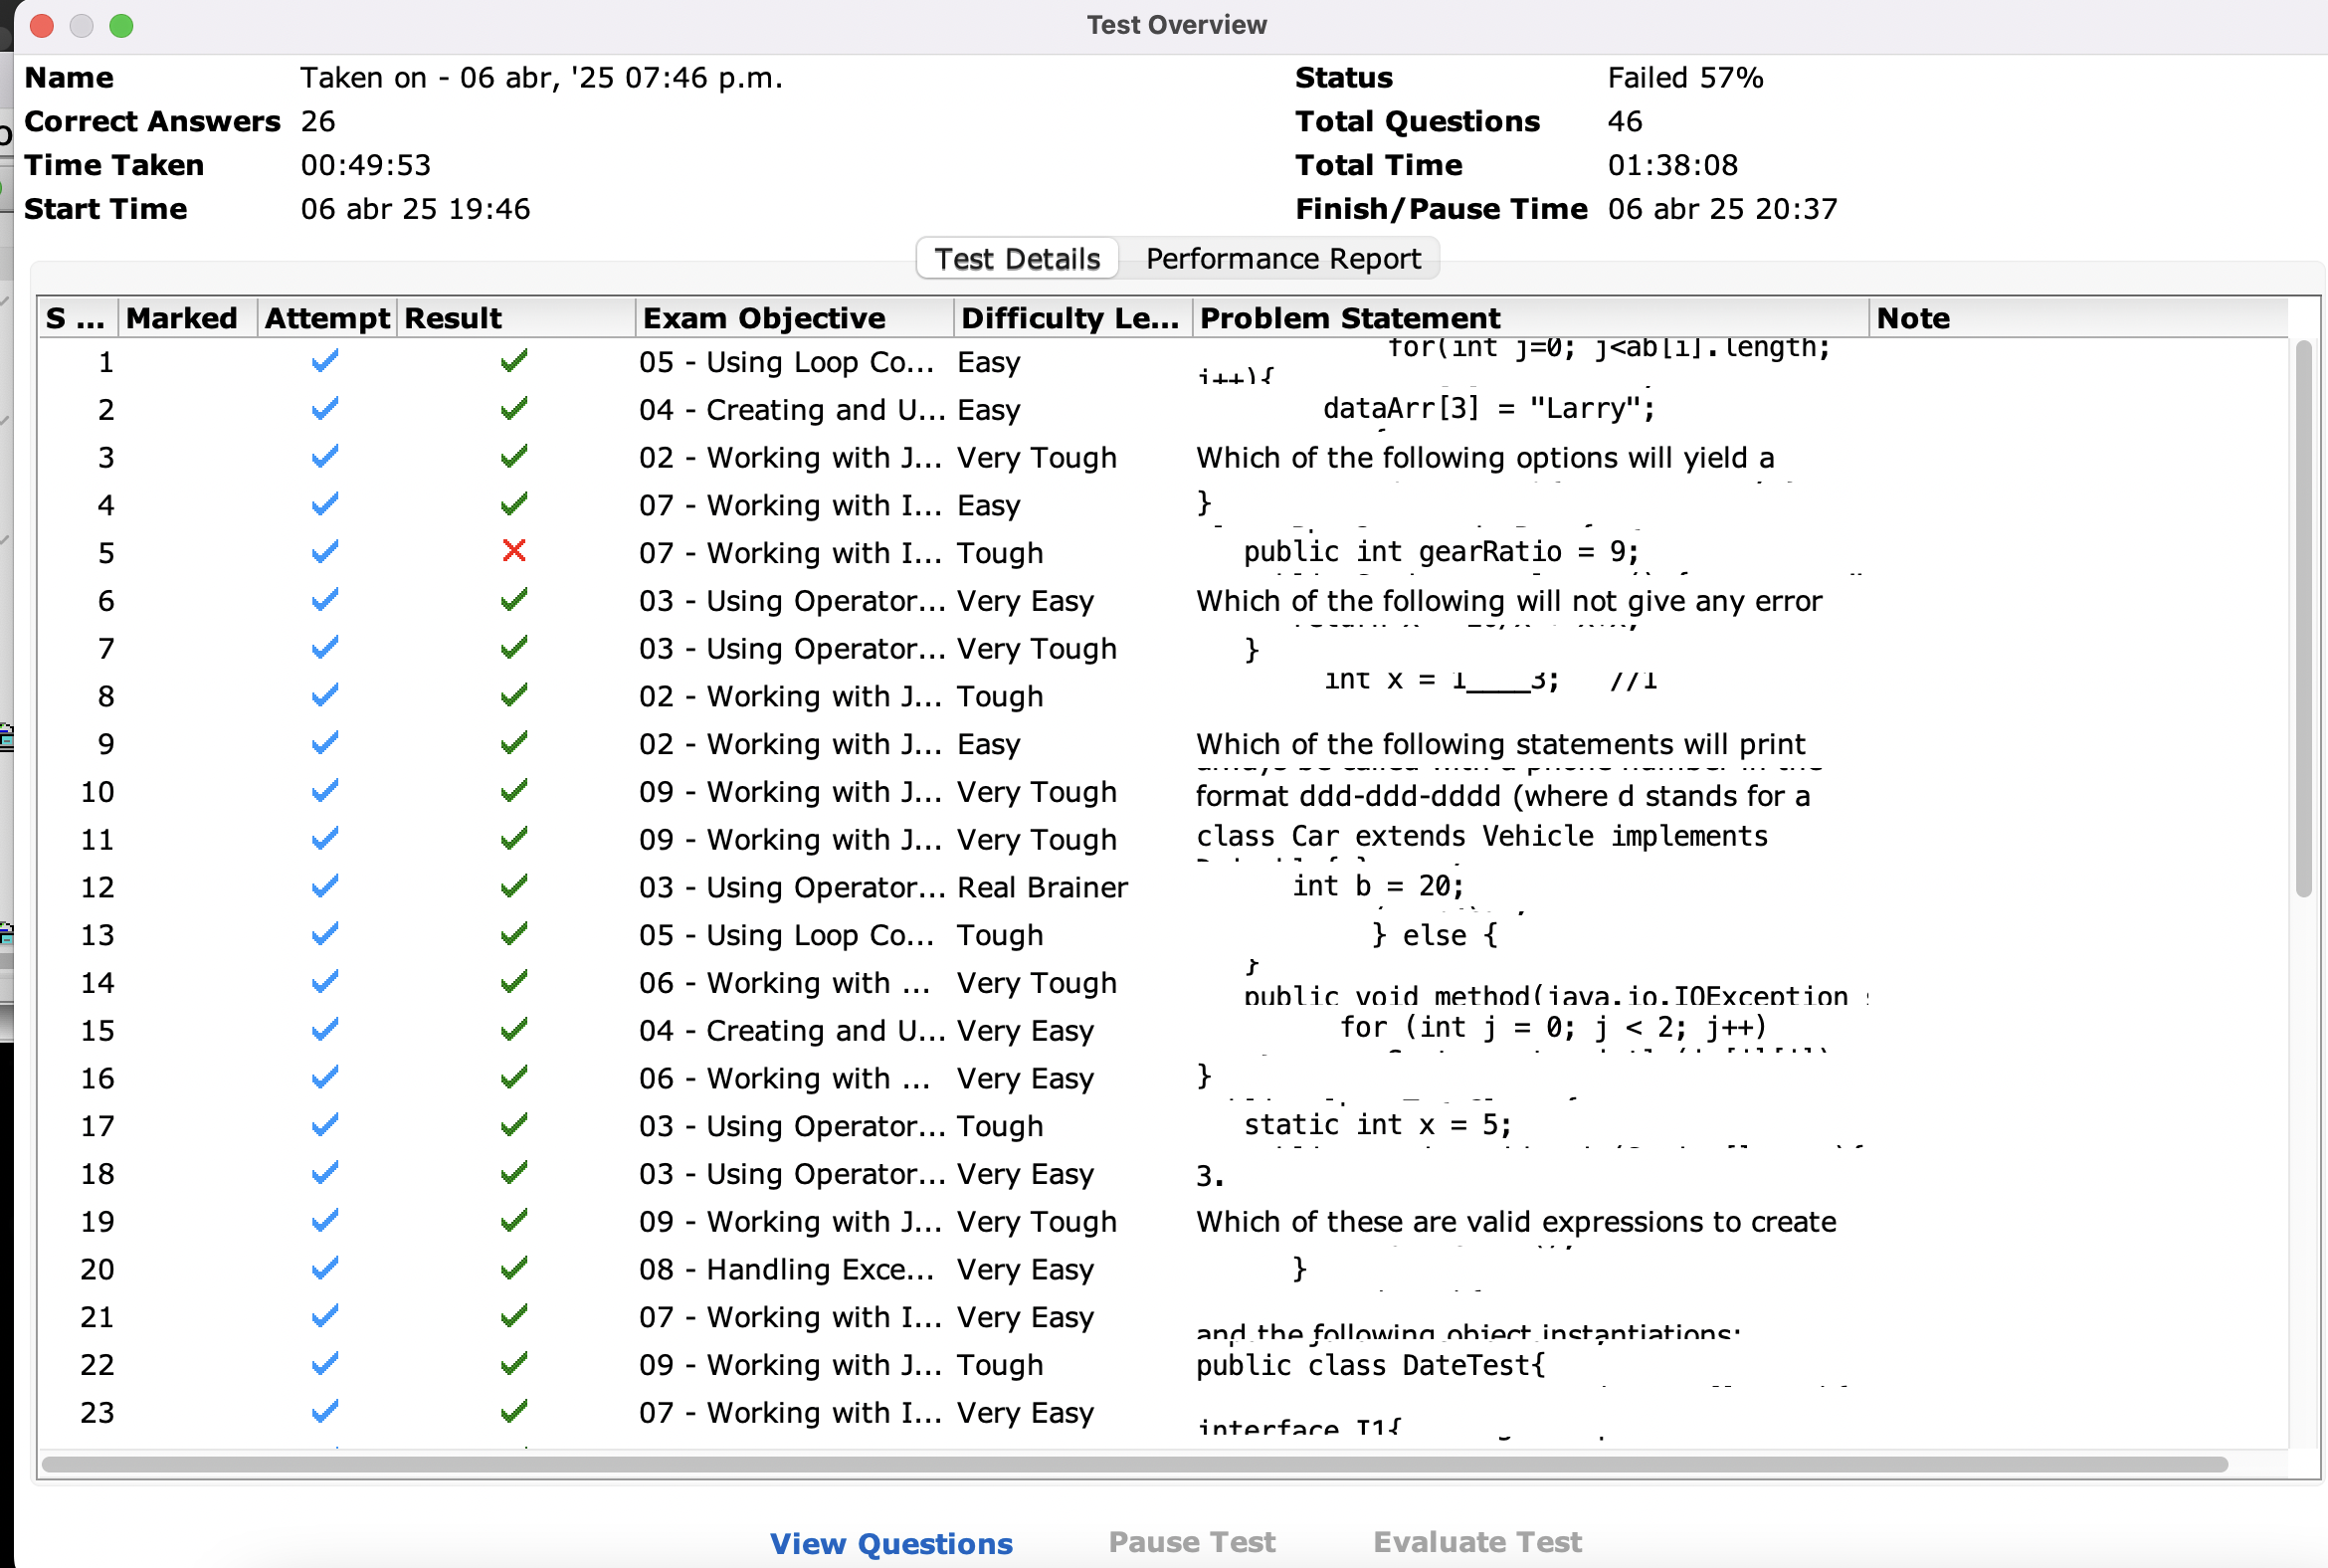 Test Overview
Name Taken on - 06 abr, '25 07:46 p.m. Status Failed 57%
Correct Answers 26 Total Questions 46
Time Taken 00:49:53 Total Time 01:38:08
Start Time 06 abr 25 19:46 Finish/Pause Time 06 abr 25 20:37
Test Details Performance Report
S ... Marked Attempt Result Exam Objective Difficulty Le... Problem Statement Note
1 05 - Using Loop Co... Easy for(int j=0; j<ab[i].length;
j++){
2 04 - Creating and U... Easy dataArr[3] = "Larry";
3 02 - Working with J... Very Tough Which of the following options will yield a
4 07 - Working with I... Easy }
5 07 - Working with I... Tough public int gearRatio = 9;
6 03 - Using Operator... Very Easy Which of the following will not give any error
7 03 - Using Operator... Very Tough }
8 02 - Working with J... Tough int x = 1____3; //1
9 02 - Working with J... Easy Which of the following statements will print
10 09 - Working with J... Very Tough format ddd-ddd-dddd (where d stands for a
11 09 - Working with J... Very Tough class Car extends Vehicle implements
12 03 - Using Operator... Real Brainer int b = 20;
13 05 - Using Loop Co... Tough } else {
14 06 - Working with ... Very Tough }
public void method(java.io.IOException
15 04 - Creating and U... Very Easy for (int j = 0; j < 2; j++)
16 06 - Working with ... Very Easy }
17 03 - Using Operator... Tough static int x = 5;
18 03 - Using Operator... Very Easy 3.
19 09 - Working with J... Very Tough Which of these are valid expressions to create
20 08 - Handling Exce... Very Easy }
21 07 - Working with I... Very Easy and the following object instantiations:
22 09 - Working with J... Tough public class DateTest{
23 07 - Working with I... Very Easy interface I1{
View Questions Pause Test Evaluate Test